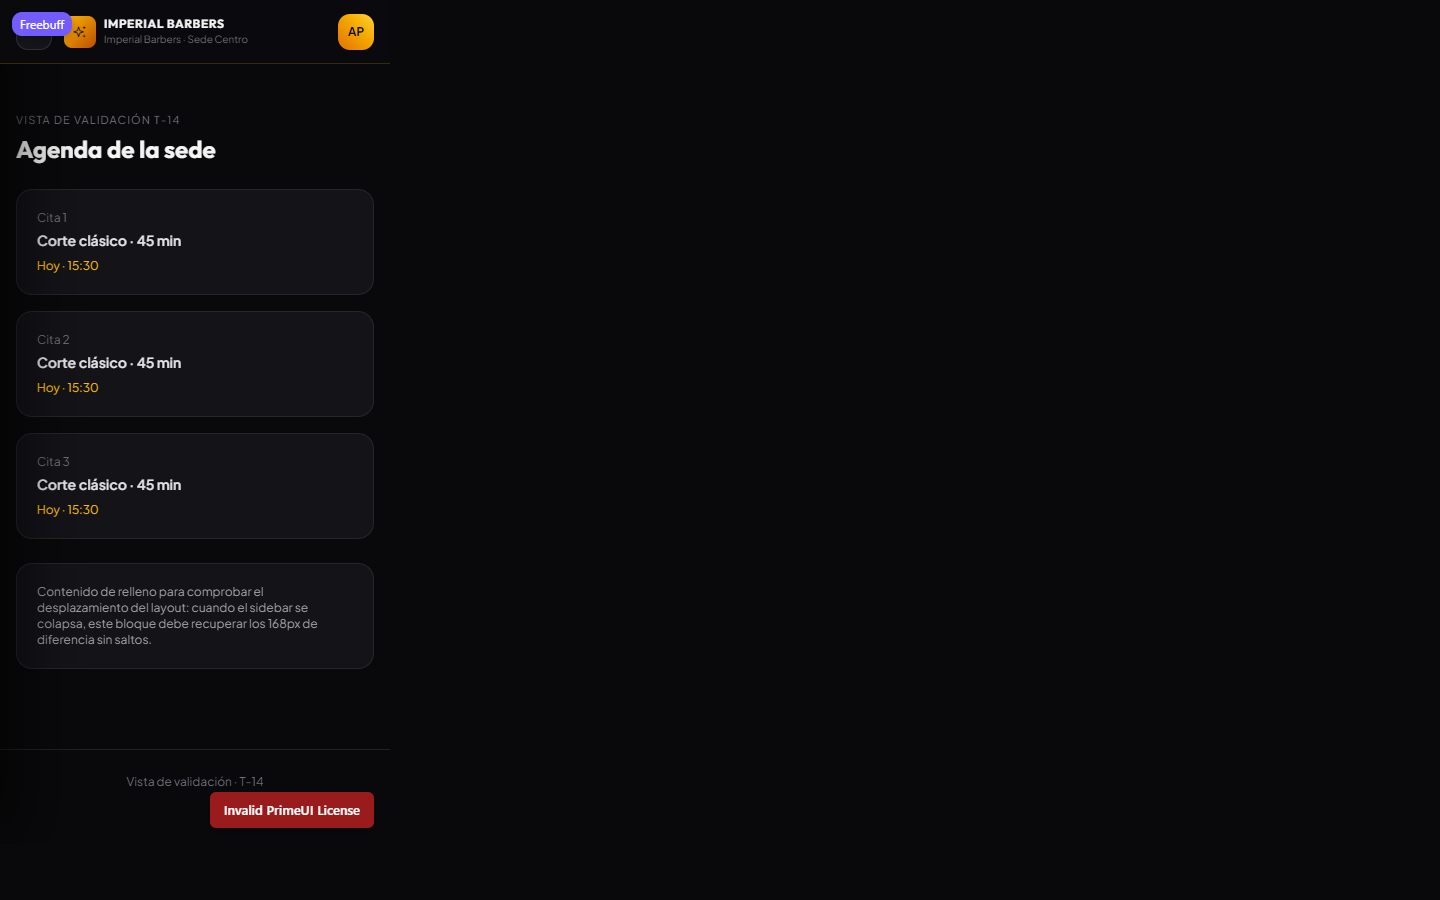 Freebuff
IMPERIAL BARBERS
Imperial Barbers · Sede Centro
AP
VISTA DE VALIDACIÓN T-14
Agenda de la sede
Cita 1
Corte clásico · 45 min
Hoy · 15:30
Cita 2
Corte clásico · 45 min
Hoy · 15:30
Cita 3
Corte clásico · 45 min
Hoy · 15:30
Contenido de relleno para comprobar el
desplazamiento del layout: cuando el sidebar se
colapsa, este bloque debe recuperar los 168px de
diferencia sin saltos.
Vista de validación · T-14
Invalid PrimeUI License